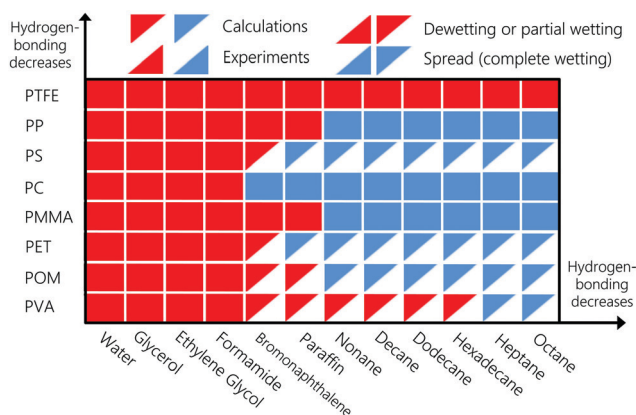 Hydrogen-
bonding
decreases
Calculations
Experiments
Dewetting or partial wetting
Spread (complete wetting)
PTFE
PP
PS
PC
PMMA
PET
POM
PVA
Hydrogen-
bonding
decreases
Water
Glycerol
Ethylene Glycol
Formamide
Bromonaphthalene
Paraffin
Nonane
Decane
Dodecane
Hexadecane
Heptane
Octane